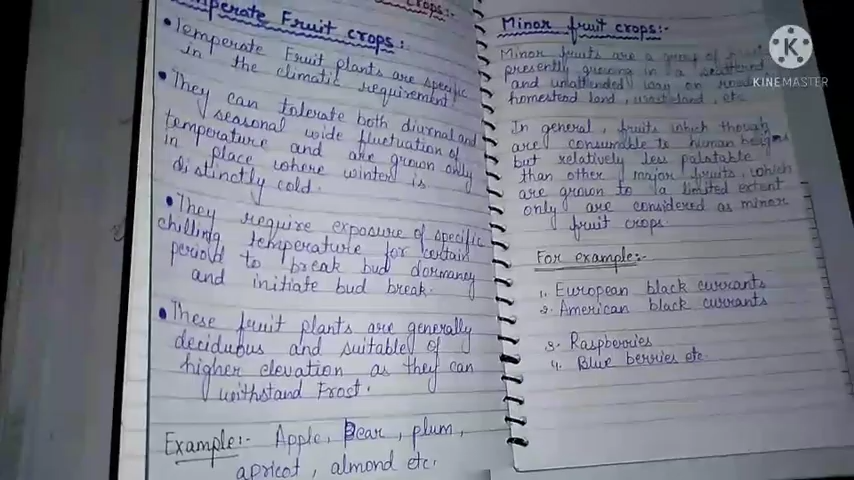 Crops:-
Temperate Fruit crops:
• Temperate Fruit plants are specific
in the climatic requirement
• They can tolerate both diurnal and
seasonal wide fluctuation of
temperature and are grown only
in place where winter is
distinctly cold.
• They require exposure of specific
chilling temperature for certain
period to break bud dormancy
and initiate bud break.
• These fruit plants are generally
deciduous and suitable of
higher elevation as they can
withstand Frost.
Example:- Apple, Pear, plum,
apricot, almond etc.
Minor fruit crops:-
Minor fruits are a group of
presently growing in a scattered
and unattended way on
homestead land, wasteland, etc.
In general, fruits which though
are consumable to human beings
but relatively less palatable
than other major fruits, which
are grown to a limited extent
only are considered as minor
fruit crops.
For example:-
1. European black currants
2. American black currants
3. Raspberries
4. Blue berries etc.
K
KINEMASTER